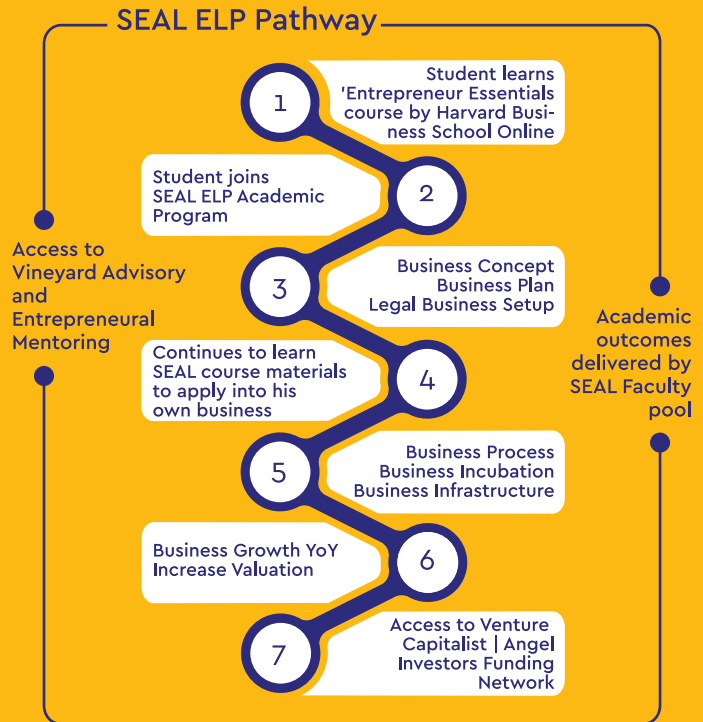 SEAL ELP Pathway
1
Student learns
'Entrepreneur Essentials
course by Harvard Busi-
ness School Online
Student joins
SEAL ELP Academic
Program
2
Access to
Vineyard Advisory
and
Entrepreneural
Mentoring
3
Business Concept
Business Plan
Legal Business Setup
Academic
outcomes
delivered by
SEAL Faculty
pool
Continues to learn
SEAL course materials
to apply into his
own business
4
5
Business Process
Business Incubation
Business Infrastructure
Business Growth YoY
Increase Valuation
6
7
Access to Venture
Capitalist | Angel
Investors Funding
Network